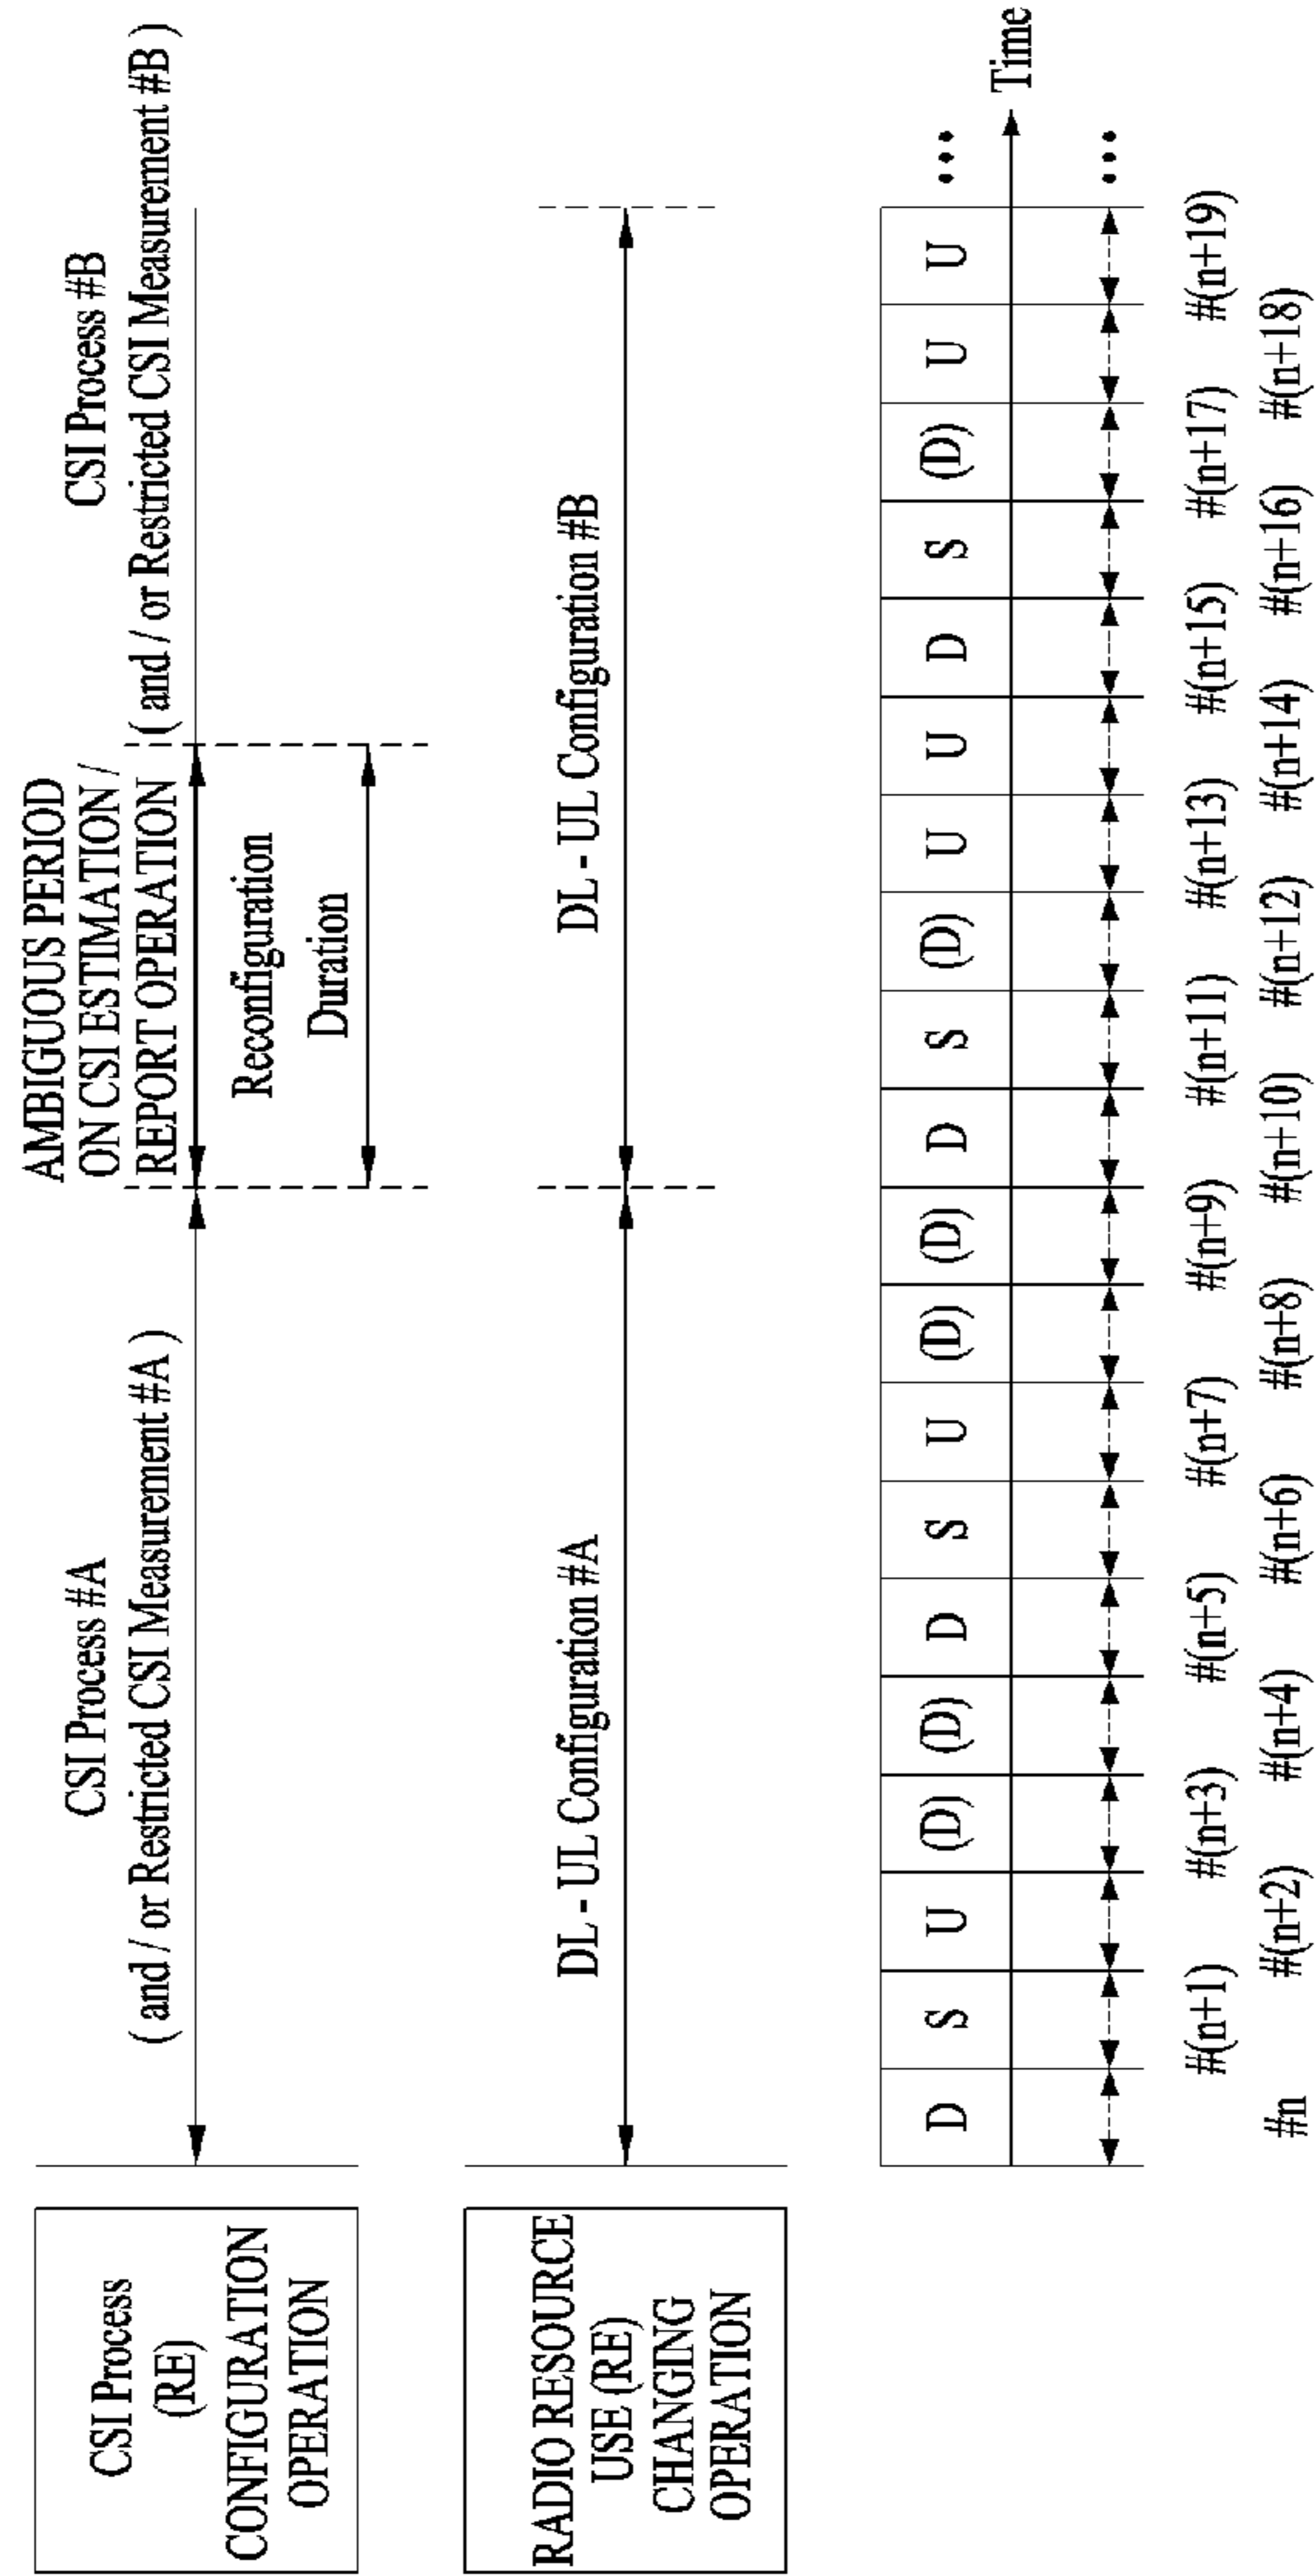 CSI Process
(RE)
CONFIGURATION
OPERATION
CSI Process #A
( and / or Restricted CSI Measurement #A )
AMBIGUOUS PERIOD
ON CSI ESTIMATION /
REPORT OPERATION
Reconfiguration
Duration
CSI Process #B
( and / or Restricted CSI Measurement #B )
RADIO RESOURCE
USE (RE)
CHANGING
OPERATION
DL - UL Configuration #A
DL - UL Configuration #B
D S U (D) (D) D S U (D) (D) D S (D) U U D S (D) U U ...
Time
...
#(n+1) #(n+3) #(n+5) #(n+7) #(n+9) #(n+11) #(n+13) #(n+15) #(n+17) #(n+19)
#n #(n+2) #(n+4) #(n+6) #(n+8) #(n+10) #(n+12) #(n+14) #(n+16) #(n+18)